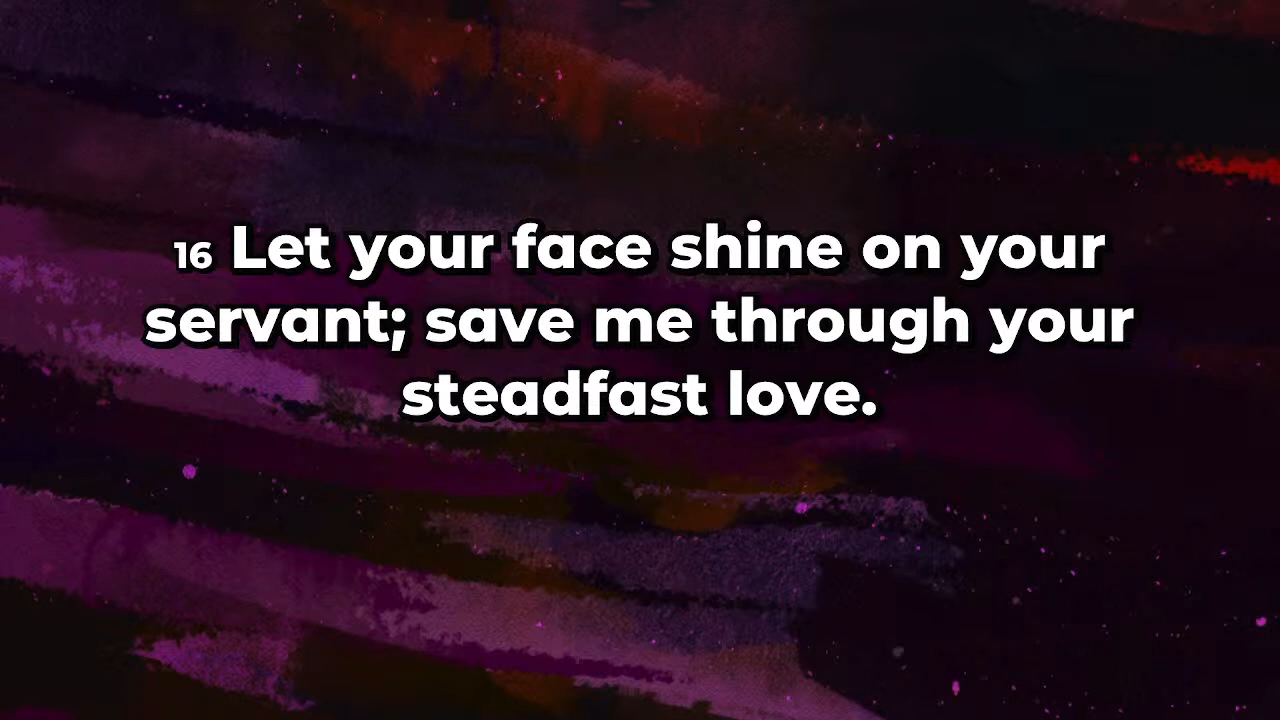 16 Let your face shine on your
servant; save me through your
steadfast love.